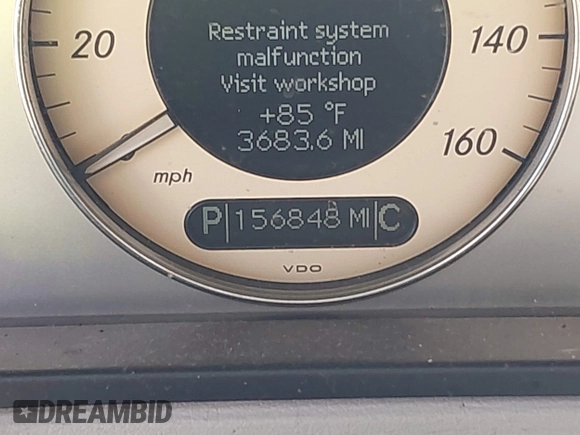 20
140
Restraint system
malfunction
Visit workshop
+85 °F
3683.6 MI
160
mph
P 156848 MI C
VDO
DREAMBID